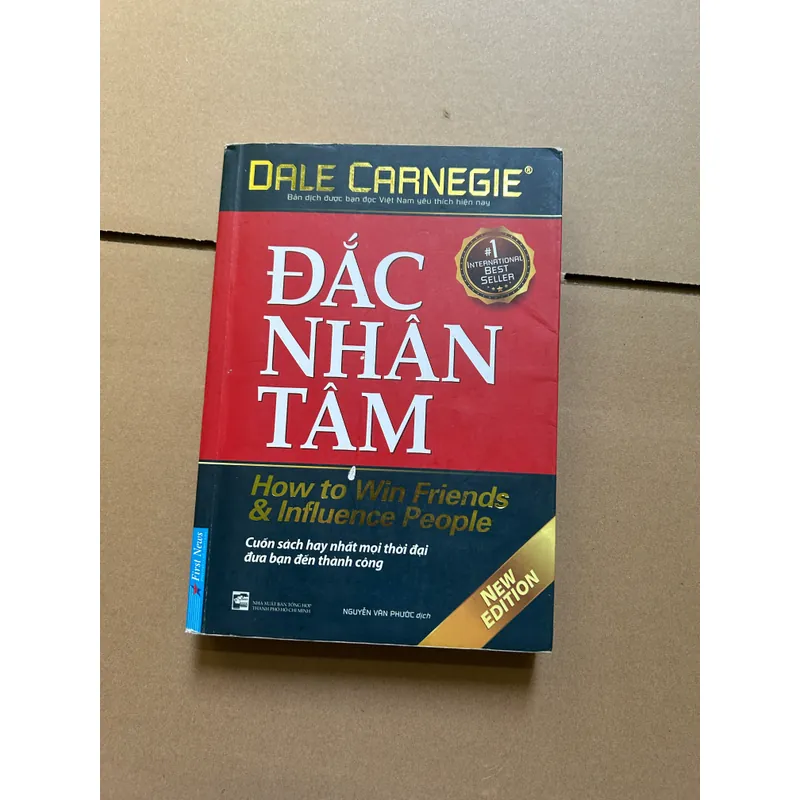 DALE CARNEGIE®
Bản dịch được bạn đọc Việt Nam yêu thích hiện nay
#1
INTERNATIONAL
BEST
SELLER
ĐẮC
NHÂN
TÂM
How to Win Friends
& Influence People
Cuốn sách hay nhất mọi thời đại
đưa bạn đến thành công
First News
NHÀ XUẤT BẢN TỔNG HỢP
THÀNH PHỐ HỒ CHÍ MINH
NGUYỄN VĂN PHƯỚC dịch
NEW
EDITION